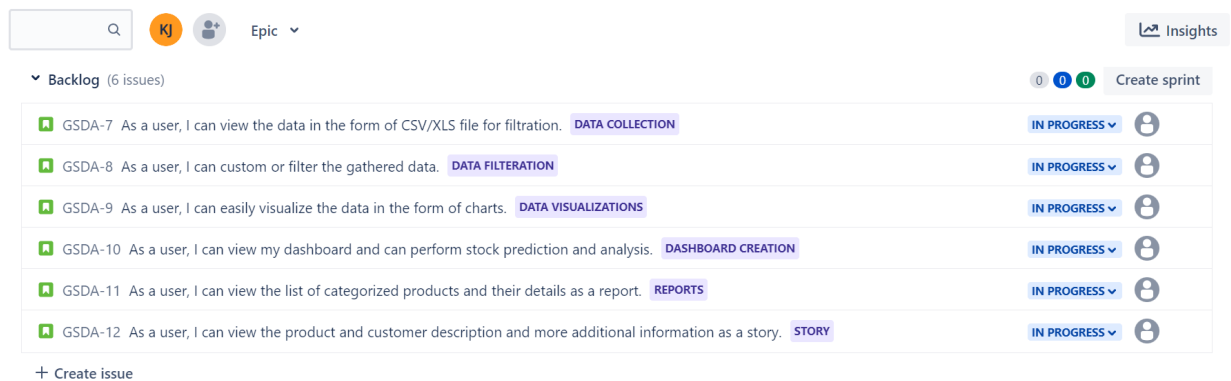 KJ Epic Insights
Backlog (6 issues) 0 0 0 Create sprint
GSDA-7 As a user, I can view the data in the form of CSV/XLS file for filtration. DATA COLLECTION IN PROGRESS
GSDA-8 As a user, I can custom or filter the gathered data. DATA FILTERATION IN PROGRESS
GSDA-9 As a user, I can easily visualize the data in the form of charts. DATA VISUALIZATIONS IN PROGRESS
GSDA-10 As a user, I can view my dashboard and can perform stock prediction and analysis. DASHBOARD CREATION IN PROGRESS
GSDA-11 As a user, I can view the list of categorized products and their details as a report. REPORTS IN PROGRESS
GSDA-12 As a user, I can view the product and customer description and more additional information as a story. STORY IN PROGRESS
+ Create issue